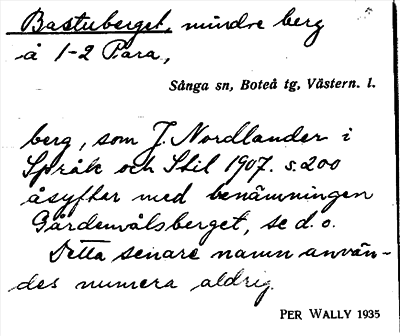 Bastuberget, mindre berg
å 1-2 Para,
Sånga sn, Boteå tg, Västern. l.
berg, som J. Nordlander i
Språk och Stil 1907. s. 200
åsyftar med benämningen
Gårdenvålsberget, se d. o.
Detta senare namn använ-
des numera aldrig.
PER WALLY 1935